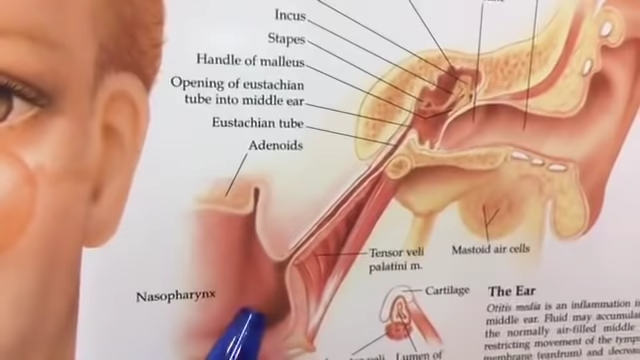 Incus
Stapes
Handle of malleus
Opening of eustachian
tube into middle ear
Eustachian tube
Adenoids
Tensor veli
palatini m.
Mastoid air cells
Nasopharynx
Cartilage
The Ear
Otitis media is an inflammation
middle ear. Fluid may accumula
the normally air-filled middle
restricting movement of the tymp
membrane (eardrum) and decrea
Lumen of